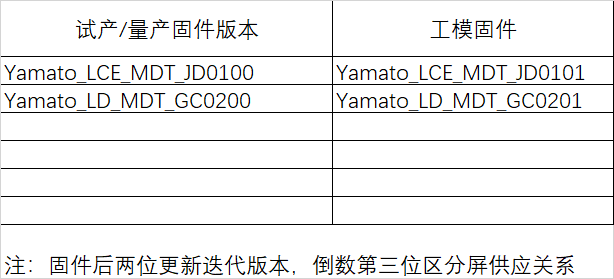 试产/量产固件版本 工模固件
Yamato_LCE_MDT_JD0100 Yamato_LCE_MDT_JD0101
Yamato_LD_MDT_GC0200 Yamato_LD_MDT_GC0201
注：固件后两位更新迭代版本，倒数第三位区分屏供应关系